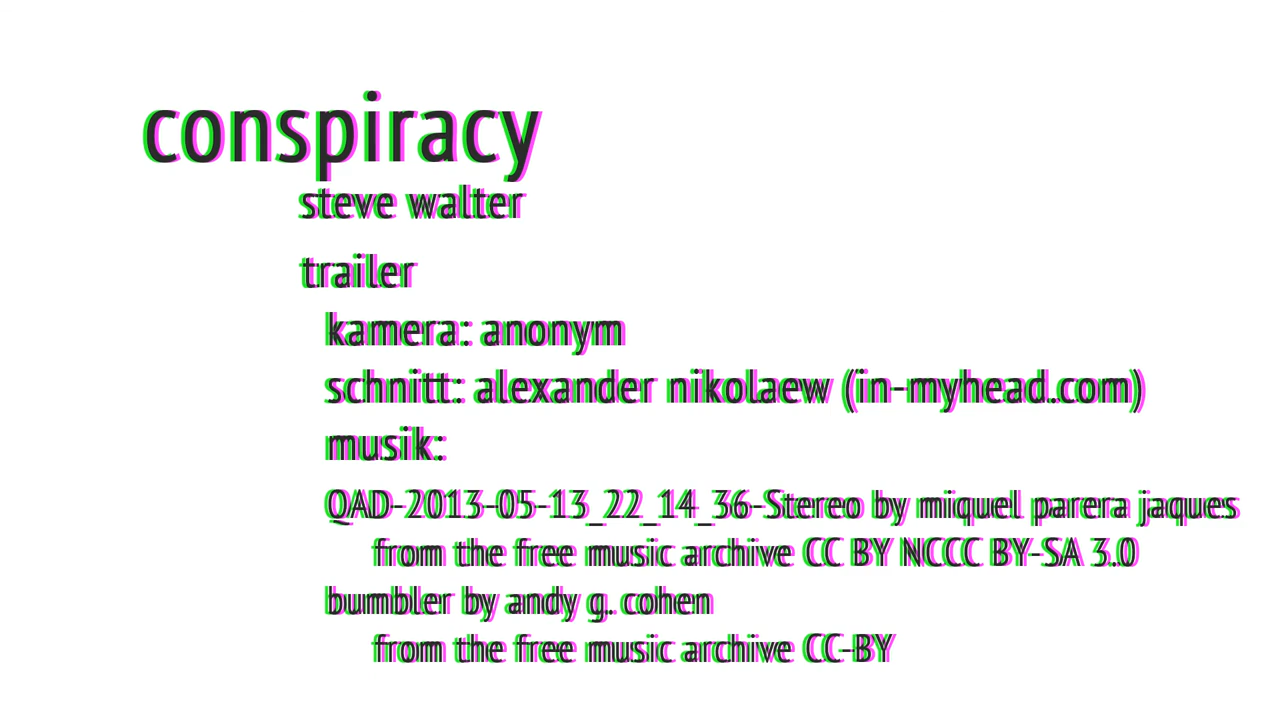 conspiracy
steve walter
trailer
kamera: anonym
schnitt: alexander nikolaew (in-myhead.com)
musik:
QAD-2013-05-13_22_14_36-Stereo by miquel parera jaques
from the free music archive CC BY NCCC BY-SA 3.0
bumbler by andy g. cohen
from the free music archive CC-BY